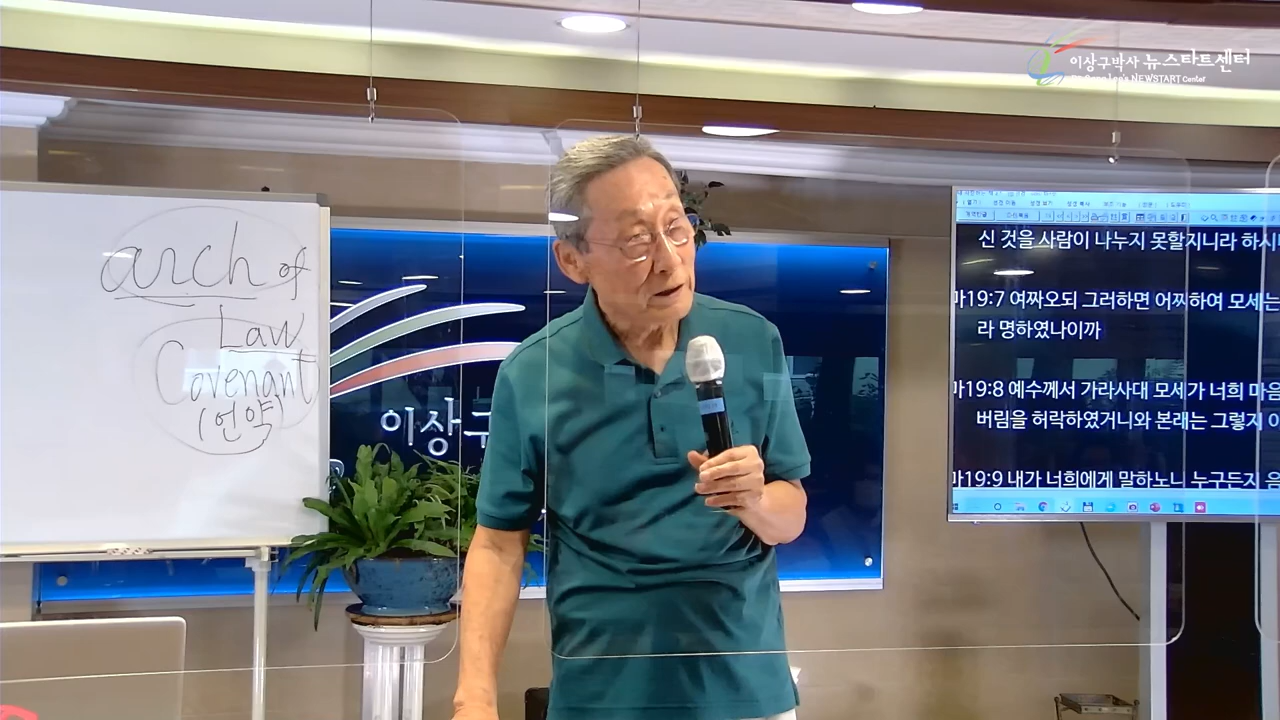 이상구박사 뉴스타트센터
Dr. Sang Lee's NEWSTART Center
arch of
Law
Covenant
(언약)
이상구
신 것을 사람이 나누지 못할지니라 하시니
마19:7 여짜오되 그러하면 어찌하여 모세는
라 명하였나이까
마19:8 예수께서 가라사대 모세가 너희 마음
버림을 허락하였거니와 본래는 그렇지 아
마19:9 내가 너희에게 말하노니 누구든지 음